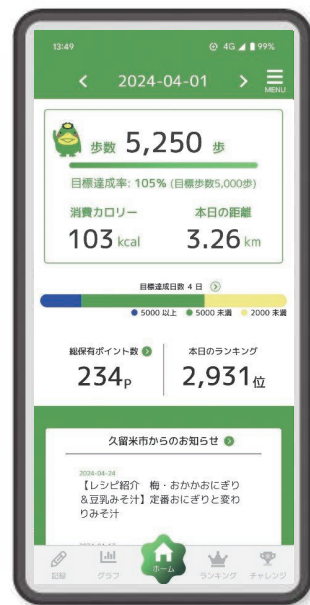 13:49
4G 99%
2024-04-01
MENU
歩数 5,250 歩
目標達成率: 105% (目標歩数5,000歩)
消費カロリー 本日の距離
103 kcal 3.26 km
目標達成日数 4 日
5000 以上 5000 未満 2000 未満
総保有ポイント数 本日のランキング
234P 2,931位
久留米市からのお知らせ
2024-04-24
【レシピ紹介 梅・おかかおにぎり
&豆乳みそ汁】定番おにぎりと変わ
りみそ汁
記録 グラフ ホーム ランキング チャレンジ